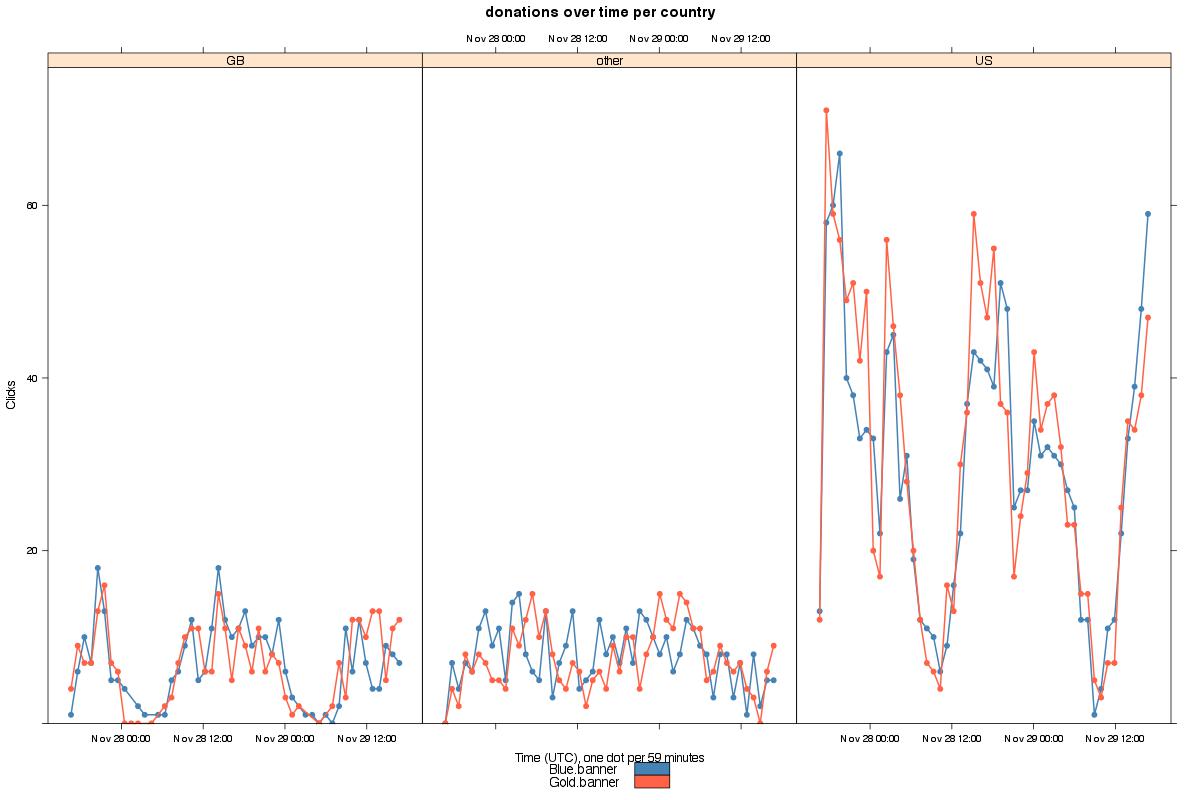 donations over time per country
Nov 28 00:00 Nov 28 12:00 Nov 29 00:00 Nov 29 12:00
GB other US
60
40
20
Clicks
Nov 28 00:00 Nov 28 12:00 Nov 29 00:00 Nov 29 12:00 Nov 28 00:00 Nov 28 12:00 Nov 29 00:00 Nov 29 12:00
Time (UTC), one dot per 59 minutes
Blue.banner
Gold.banner